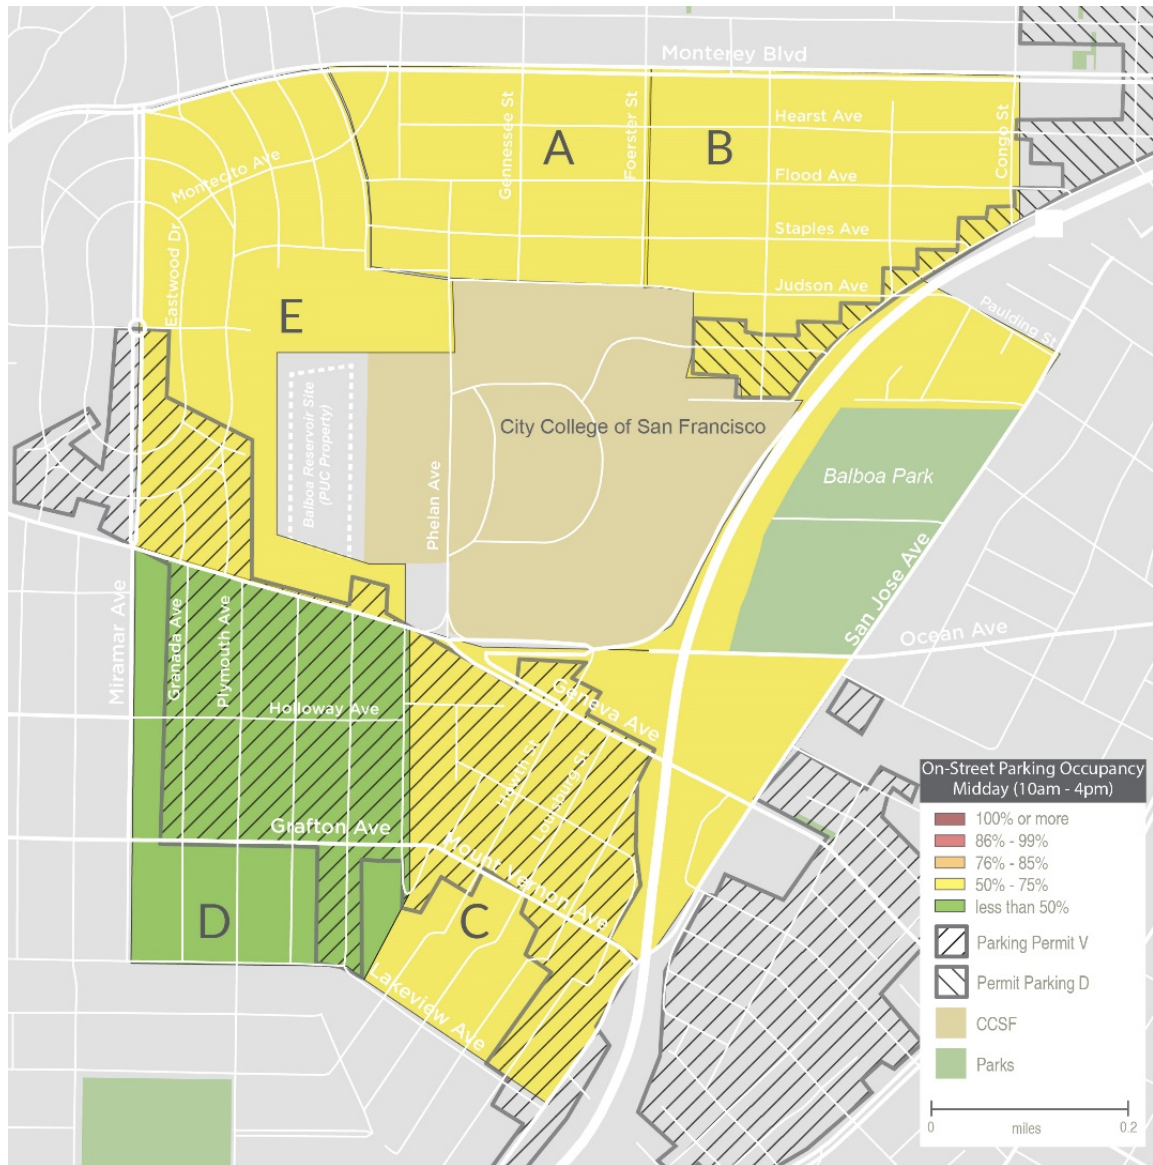 Monterey Blvd
Gennessee St
Foerster St
Hearst Ave
Congo St
A
B
Montecito Ave
Flood Ave
Eastwood Dr
Staples Ave
Judson Ave
Paulding St
E
Balboa Reservoir Site
(PUC Property)
City College of San Francisco
Phelan Ave
Balboa Park
San Jose Ave
Ocean Ave
Miramar Ave
Granada Ave
Plymouth Ave
Holloway Ave
Geneva Ave
Howth St
Louisburg St
Grafton Ave
Mount Vernon Ave
D
C
Lakeview Ave
On-Street Parking Occupancy
Midday (10am - 4pm)
100% or more
86% - 99%
76% - 85%
50% - 75%
less than 50%
Parking Permit V
Permit Parking D
CCSF
Parks
0 miles 0.2